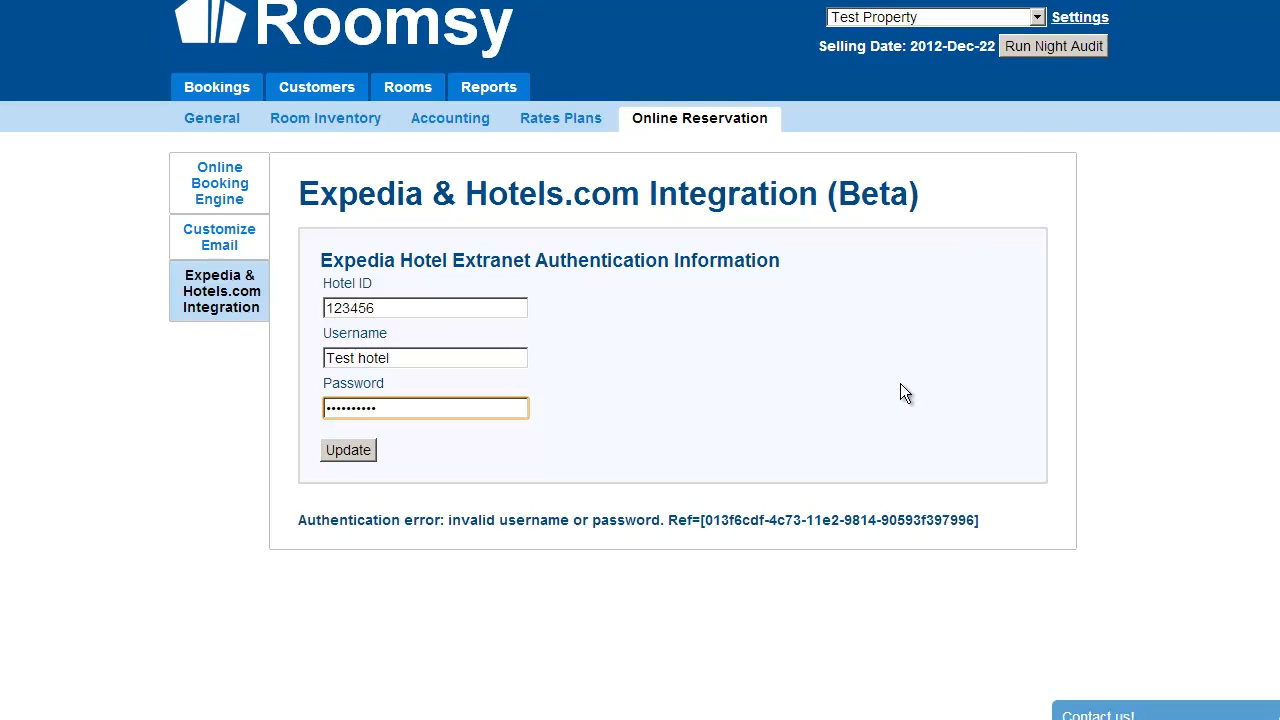 Roomsy
Test Property
Settings
Selling Date: 2012-Dec-22
Run Night Audit
Bookings
Customers
Rooms
Reports
General
Room Inventory
Accounting
Rates Plans
Online Reservation
Online
Booking
Engine
Customize
Email
Expedia &
Hotels.com
Integration
Expedia & Hotels.com Integration (Beta)
Expedia Hotel Extranet Authentication Information
Hotel ID
123456
Username
Test hotel
Password
••••••••••
Update
Authentication error: invalid username or password. Ref=[013f6cdf-4c73-11e2-9814-90593f397996]
Contact us!